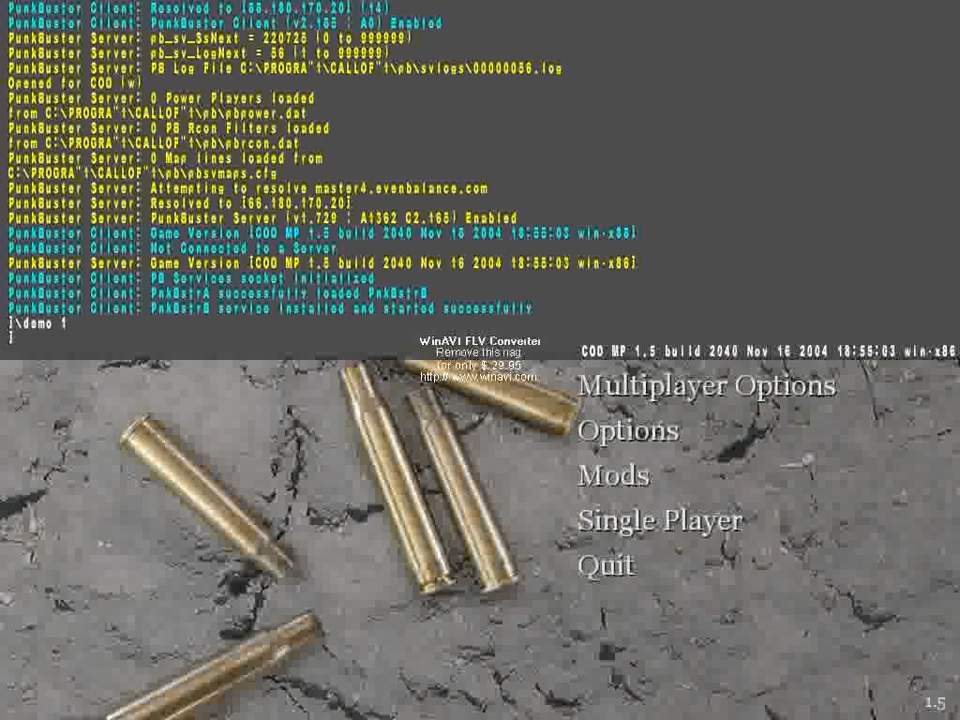 PunkBuster Client: Resolved to [66.180.170.20] (14)
PunkBuster Client: PunkBuster Client (v2.165 | A0) Enabled
PunkBuster Server: pb_sv_SsNext = 220725 (0 to 999999)
PunkBuster Server: pb_sv_LogNext = 56 (1 to 999999)
PunkBuster Server: PB Log File C:\PROGRA~1\CALLOF~1\pb\svlogs\00000056.log
Opened for COD (w)
PunkBuster Server: 0 Power Players loaded
from C:\PROGRA~1\CALLOF~1\pb\pbpower.dat
PunkBuster Server: 0 PB Rcon Filters loaded
from C:\PROGRA~1\CALLOF~1\pb\pbrcon.dat
PunkBuster Server: 0 Map lines loaded from
C:\PROGRA~1\CALLOF~1\pb\pbsvmaps.cfg
PunkBuster Server: Attempting to resolve master4.evenbalance.com
PunkBuster Server: Resolved to [66.180.170.20]
PunkBuster Server: PunkBuster Server (v1.729 | A1362 C2.165) Enabled
PunkBuster Client: Game Version [COD MP 1.5 build 2040 Nov 16 2004 18:55:03 win-x86]
PunkBuster Client: Not Connected to a Server
PunkBuster Server: Game Version [COD MP 1.5 build 2040 Nov 16 2004 18:55:03 win-x86]
PunkBuster Client: PB Services socket initialized
PunkBuster Client: PnkBstrA successfully loaded PnkBstrB
PunkBuster Client: PnkBstrB service installed and started successfully
]\demo 1
]
WinAVI FLV Converter
Remove this nag
for only $ 29.95
http://www.winavi.com
COD MP 1.5 build 2040 Nov 16 2004 18:55:03 win-x86
Multiplayer Options
Options
Mods
Single Player
Quit
1.5